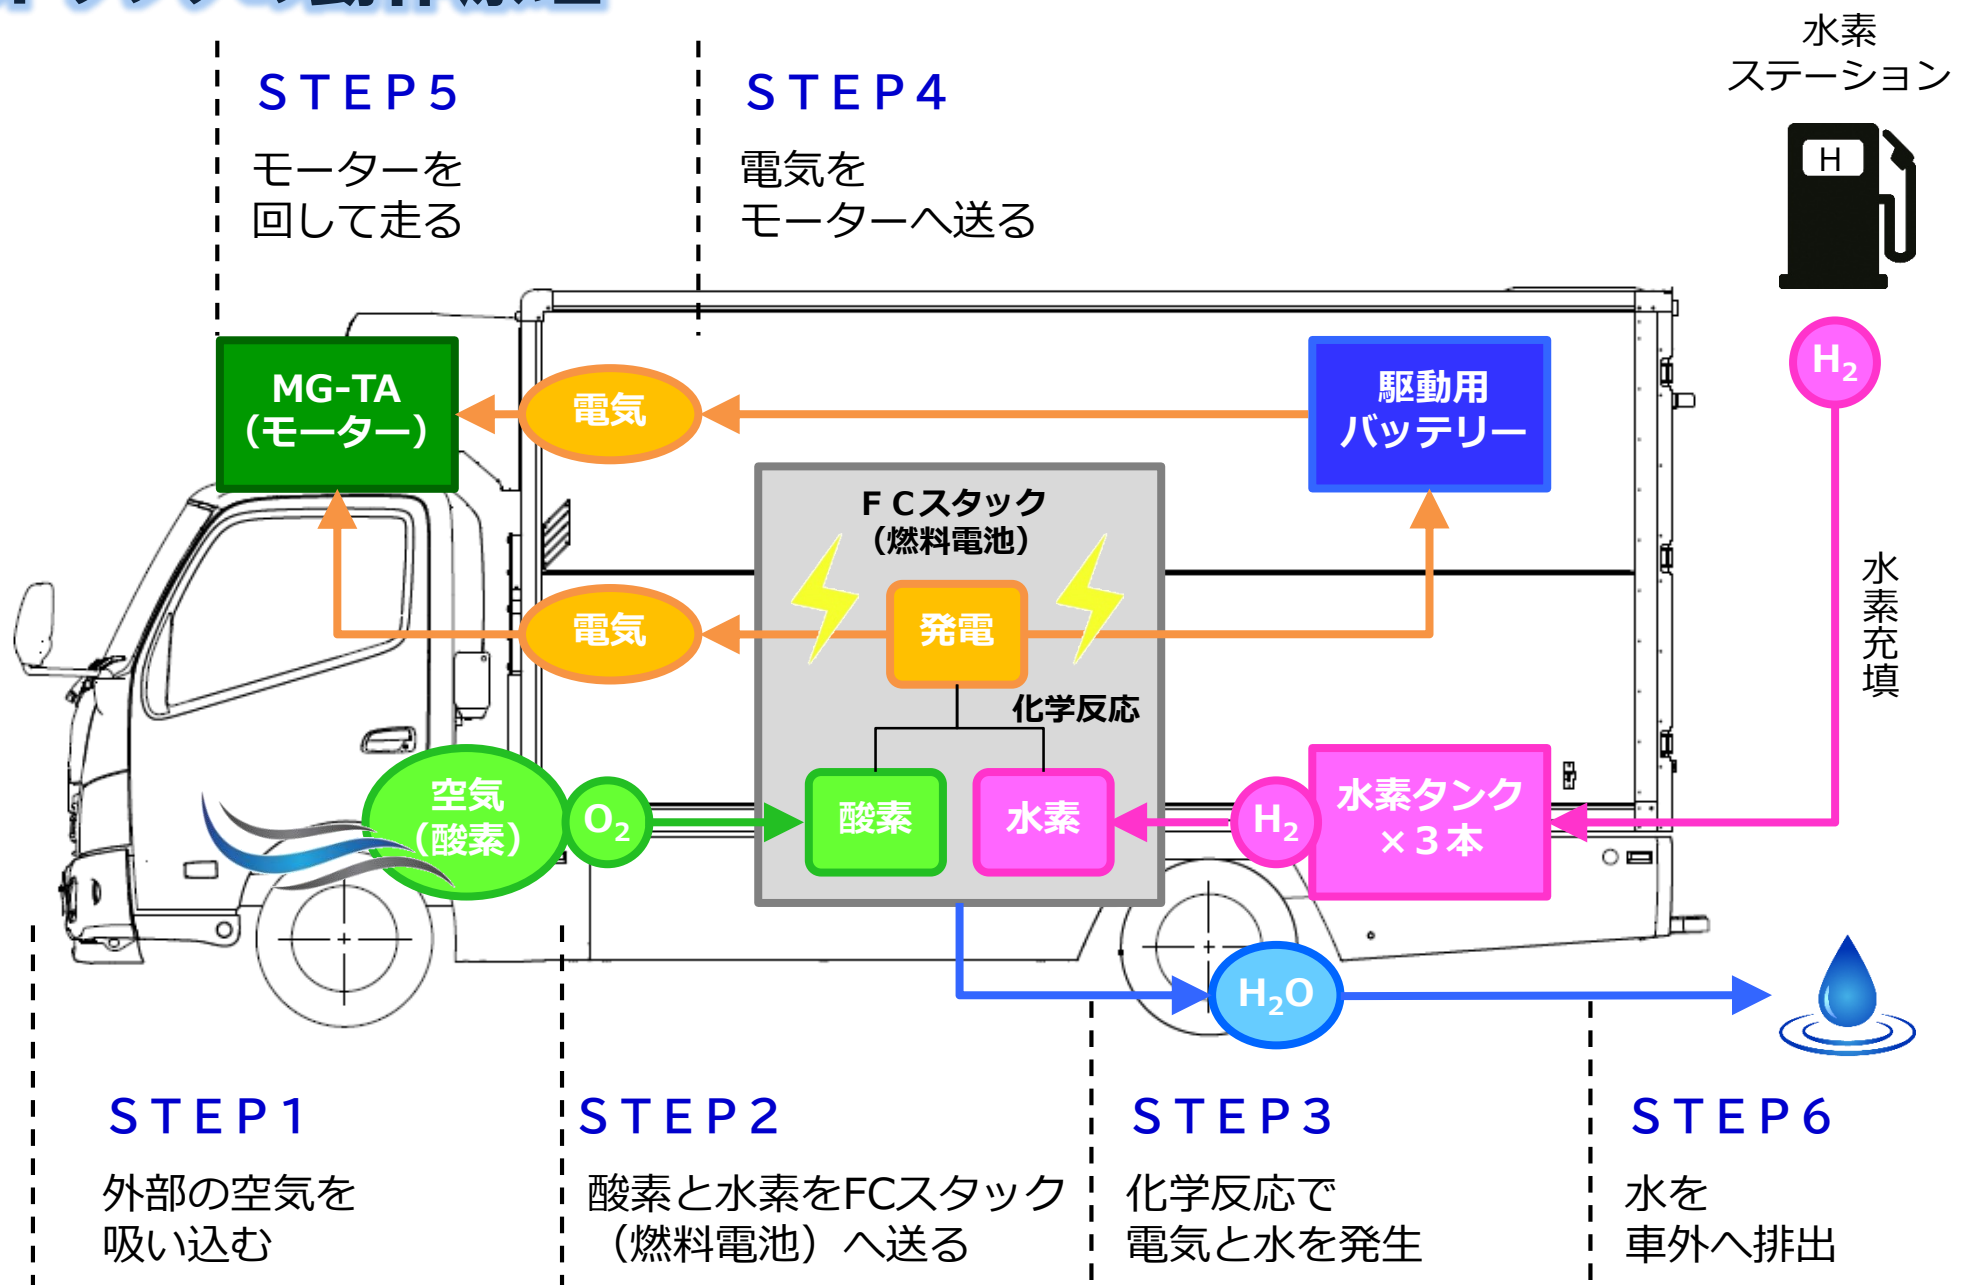 水素
ステーション
H
ＳＴＥＰ５
モーターを
回して走る
ＳＴＥＰ４
電気を
モーターへ送る
MG-TA
（モーター）
電気
駆動用
バッテリー
H₂
ＦＣスタック
（燃料電池）
電気
発電
化学反応
水素充填
空気
（酸素）
O₂
酸素
水素
H₂
水素タンク
×３本
H₂O
ＳＴＥＰ１
外部の空気を
吸い込む
ＳＴＥＰ２
酸素と水素をFCスタック
（燃料電池）へ送る
ＳＴＥＰ３
化学反応で
電気と水を発生
ＳＴＥＰ６
水を
車外へ排出